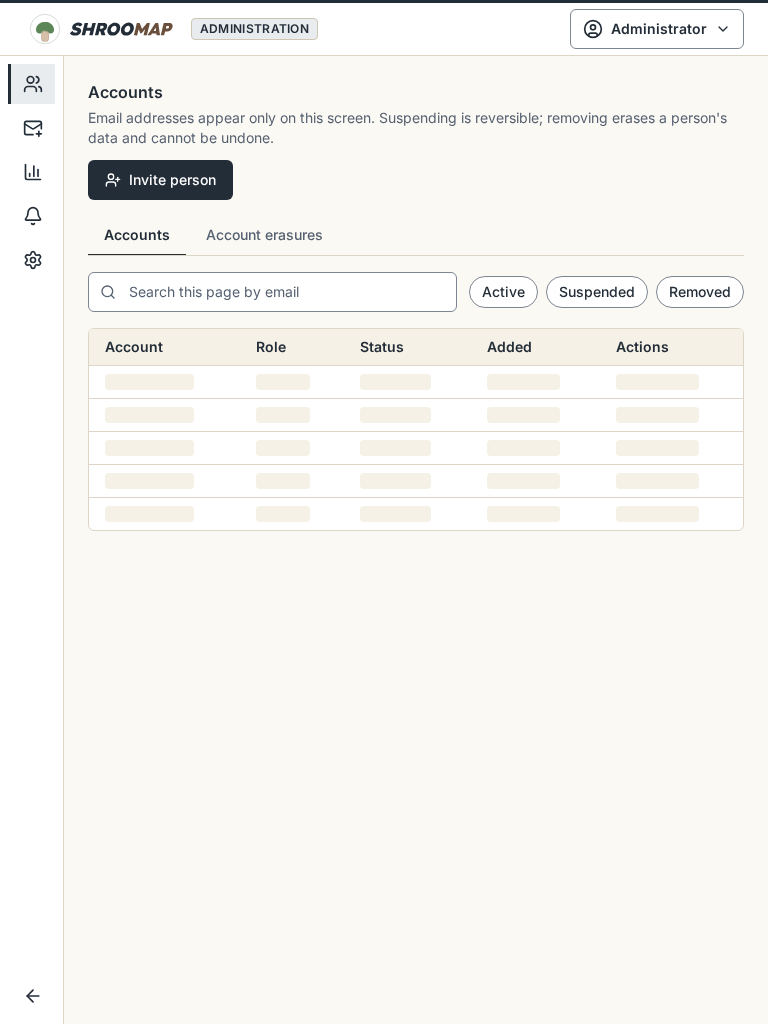 SHROOMAP
ADMINISTRATION
Administrator
Accounts
Email addresses appear only on this screen. Suspending is reversible; removing erases a person's
data and cannot be undone.
Invite person
Accounts
Account erasures
Search this page by email
Active
Suspended
Removed
Account
Role
Status
Added
Actions